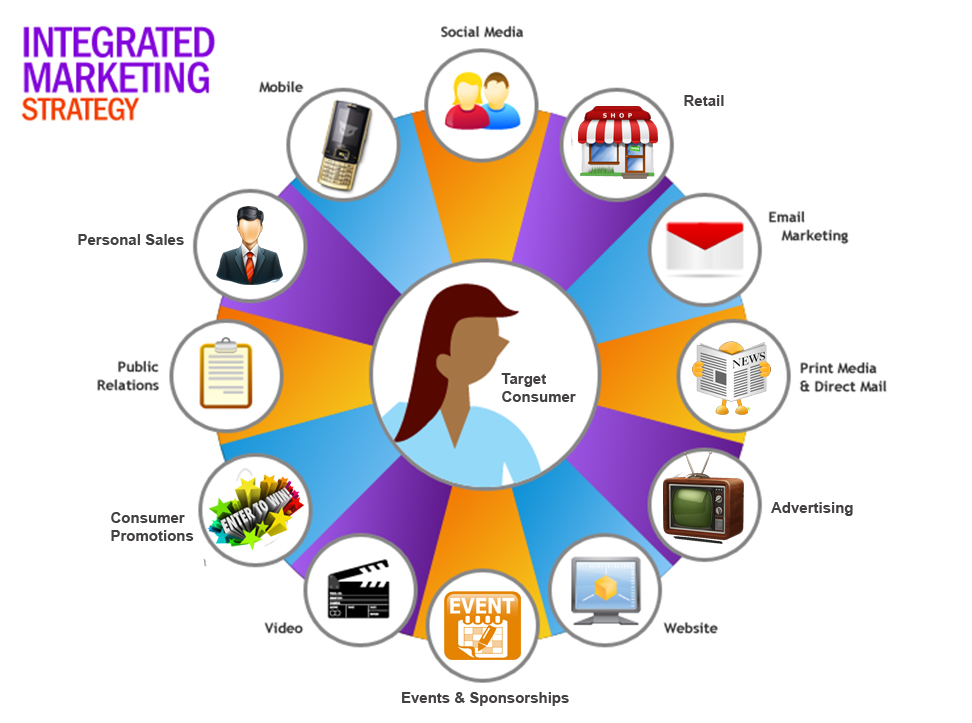 INTEGRATED
MARKETING
STRATEGY
Social Media
Retail
SHOP
Email
Marketing
NEWS
Print Media
& Direct Mail
Advertising
Website
EVENT
Events & Sponsorships
Video
ENTER TO WIN!
Consumer
Promotions
Public
Relations
Personal Sales
Mobile
Target
Consumer